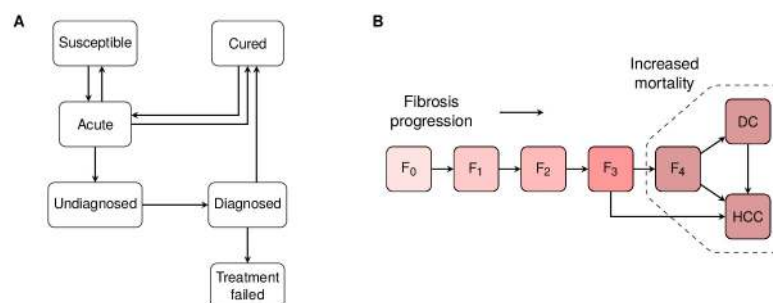 A
Susceptible
Cured
Acute
Undiagnosed
Diagnosed
Treatment
failed
B
Increased
mortality
Fibrosis
progression
DC
F0
F1
F2
F3
F4
HCC